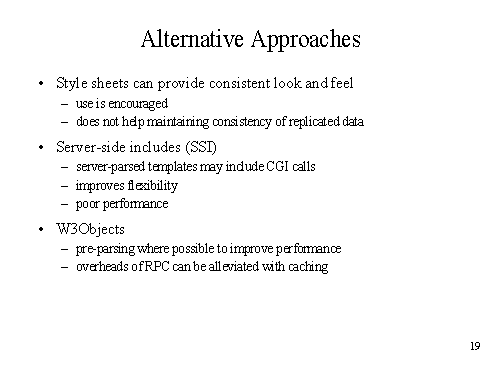 Alternative Approaches
• Style sheets can provide consistent look and feel
– use is encouraged
– does not help maintaining consistency of replicated data
• Server-side includes (SSI)
– server-parsed templates may include CGI calls
– improves flexibility
– poor performance
• W3Objects
– pre-parsing where possible to improve performance
– overheads of RPC can be alleviated with caching
19